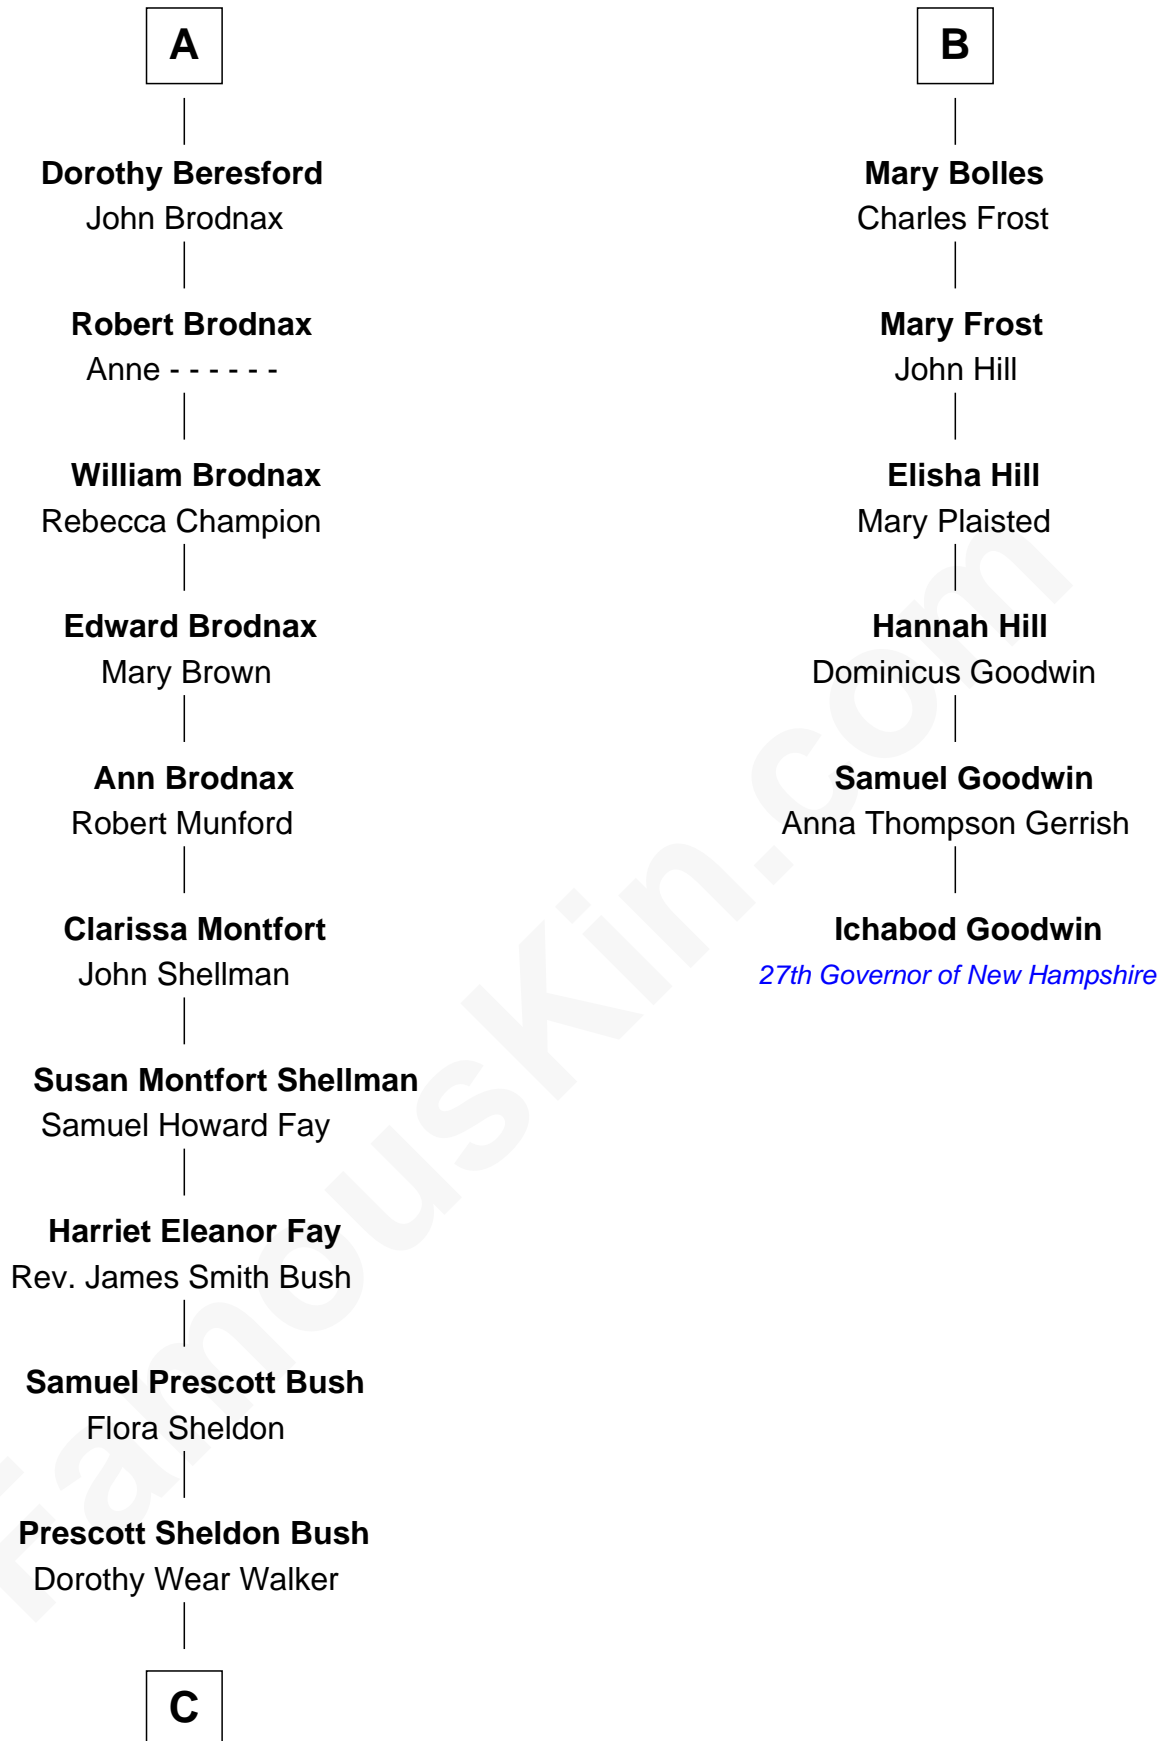 A
Dorothy Beresford
John Brodnax
Robert Brodnax
Anne - - - - - -
William Brodnax
Rebecca Champion
Edward Brodnax
Mary Brown
Ann Brodnax
Robert Munford
Clarissa Montfort
John Shellman
Susan Montfort Shellman
Samuel Howard Fay
Harriet Eleanor Fay
Rev. James Smith Bush
Samuel Prescott Bush
Flora Sheldon
Prescott Sheldon Bush
Dorothy Wear Walker
C
B
Mary Bolles
Charles Frost
Mary Frost
John Hill
Elisha Hill
Mary Plaisted
Hannah Hill
Dominicus Goodwin
Samuel Goodwin
Anna Thompson Gerrish
Ichabod Goodwin
27th Governor of New Hampshire
FamousKin.com